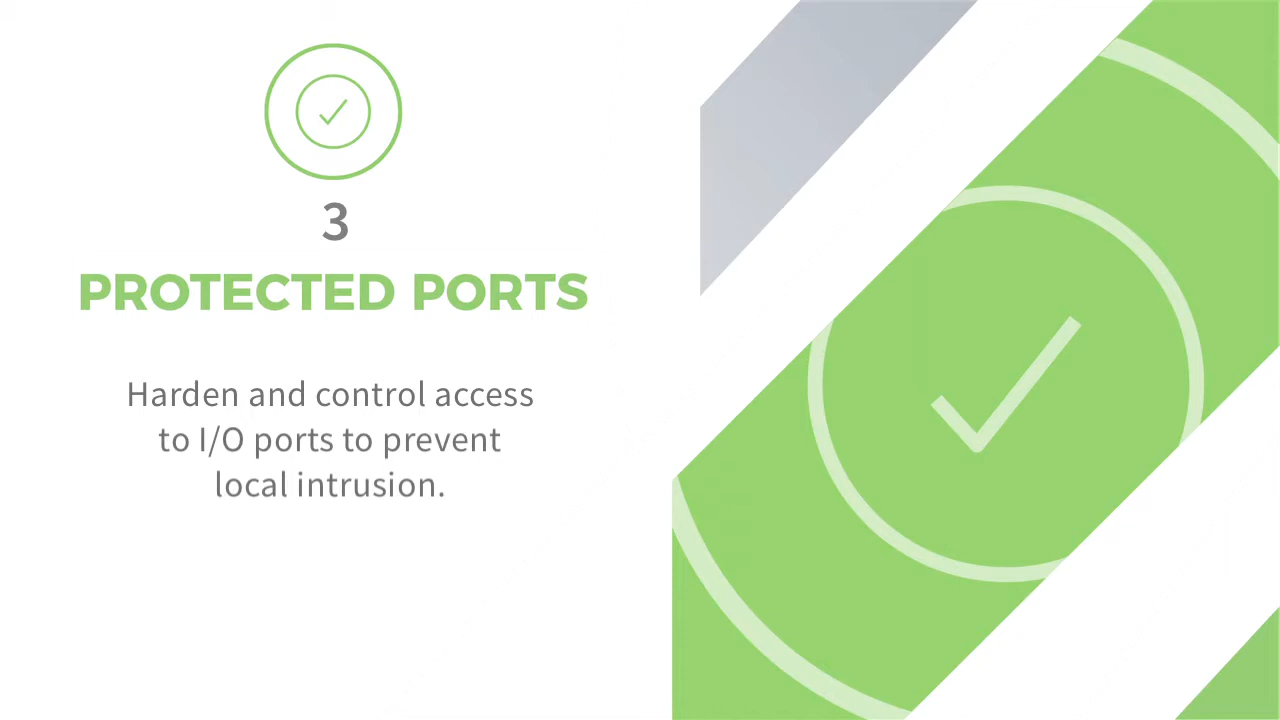 3
PROTECTED PORTS
Harden and control access
to I/O ports to prevent
local intrusion.